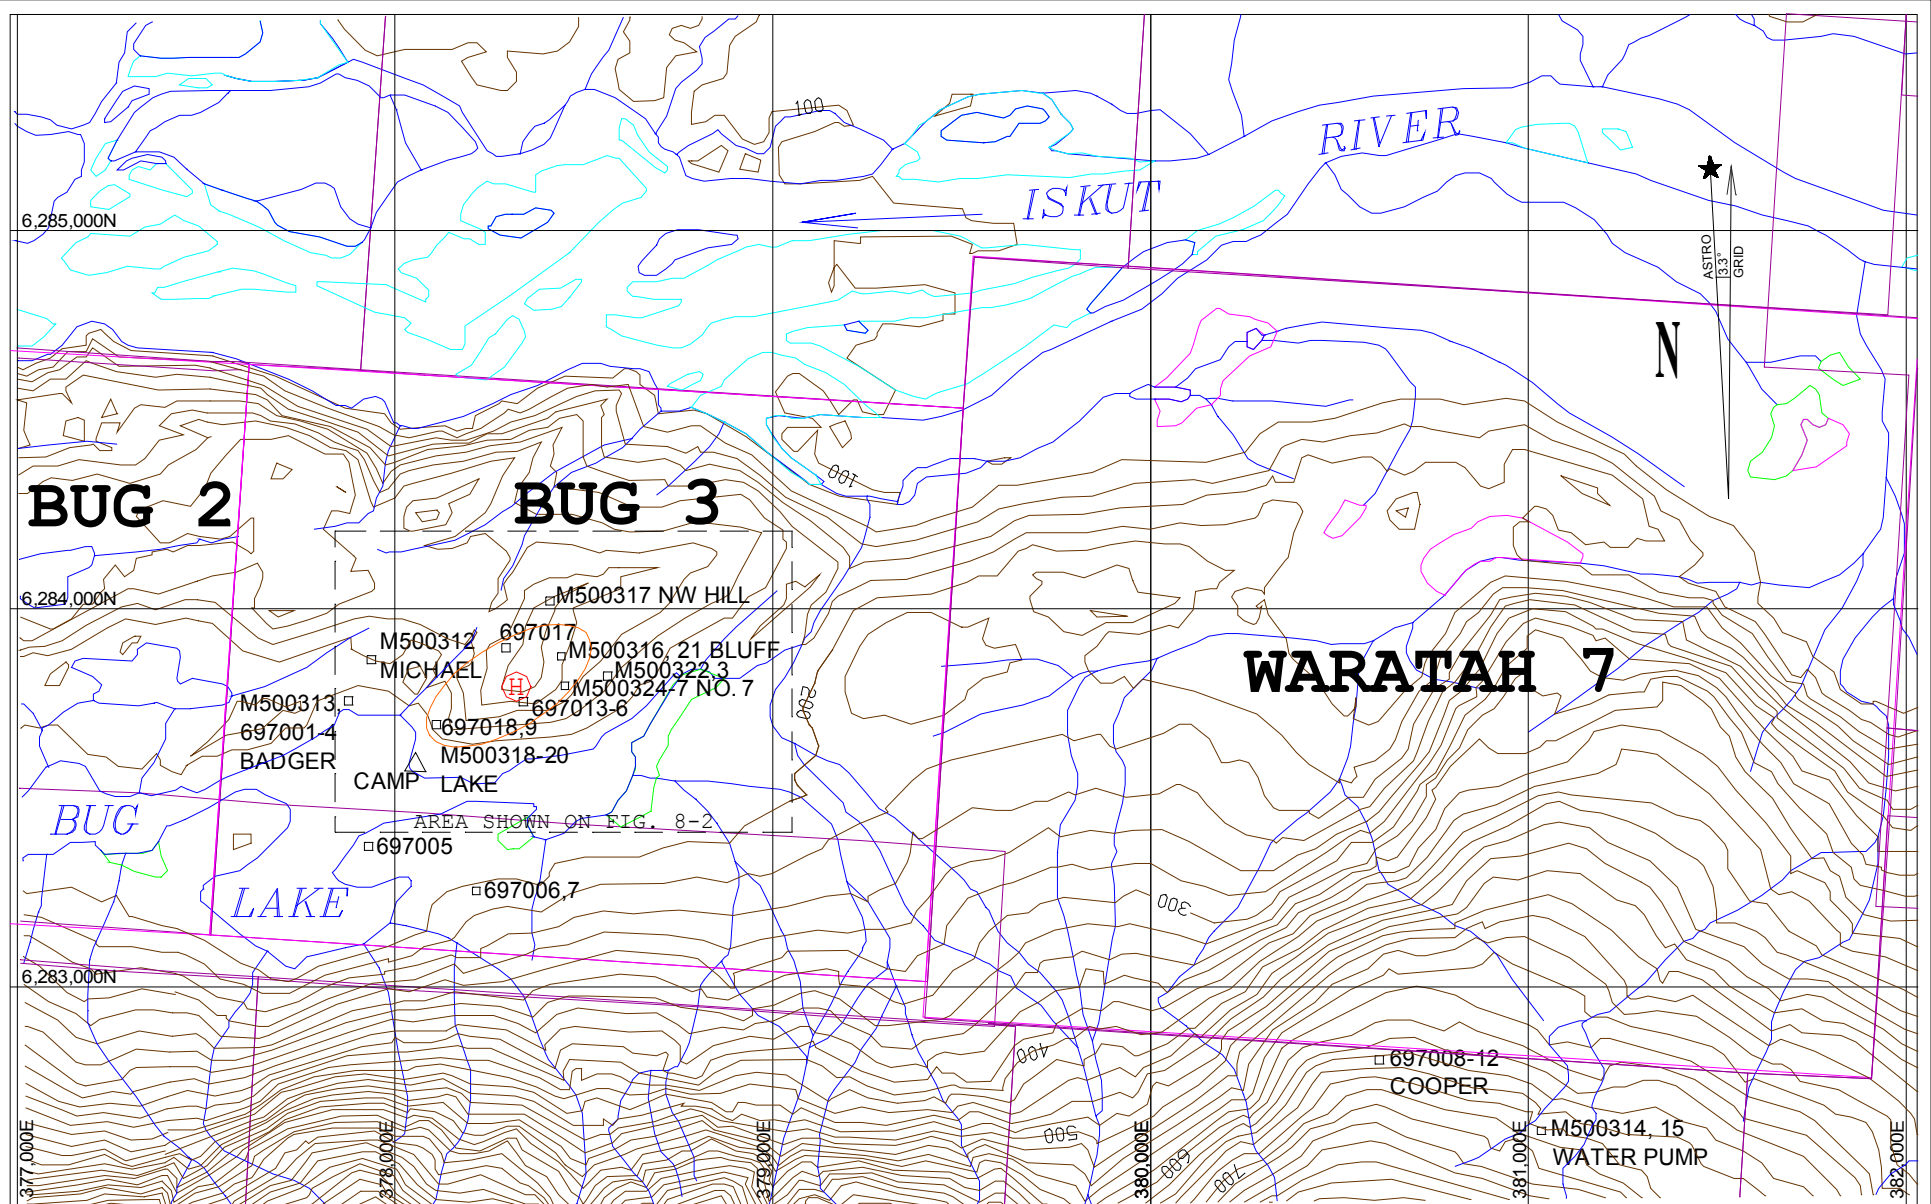 100
RIVER
ISKUT
6,285,000N
ASTRO
3.3°
GRID
N
100
BUG 2
BUG 3
6,284,000N
M500317 NW HILL
697017
M500312
MICHAEL
M500316, 21 BLUFF
M500322,3
M500324-7 NO. 7
H
697013-6
M500313,
697001-4
BADGER
697018,9
M500318-20
LAKE
CAMP
200
WARATAH 7
BUG
LAKE
AREA SHOWN ON FIG. 8-2
697005
697006,7
300
6,283,000N
400
697008-12
COOPER
500
600
700
M500314, 15
WATER PUMP
377,000E
378,000E
379,000E
380,000E
381,000E
382,000E